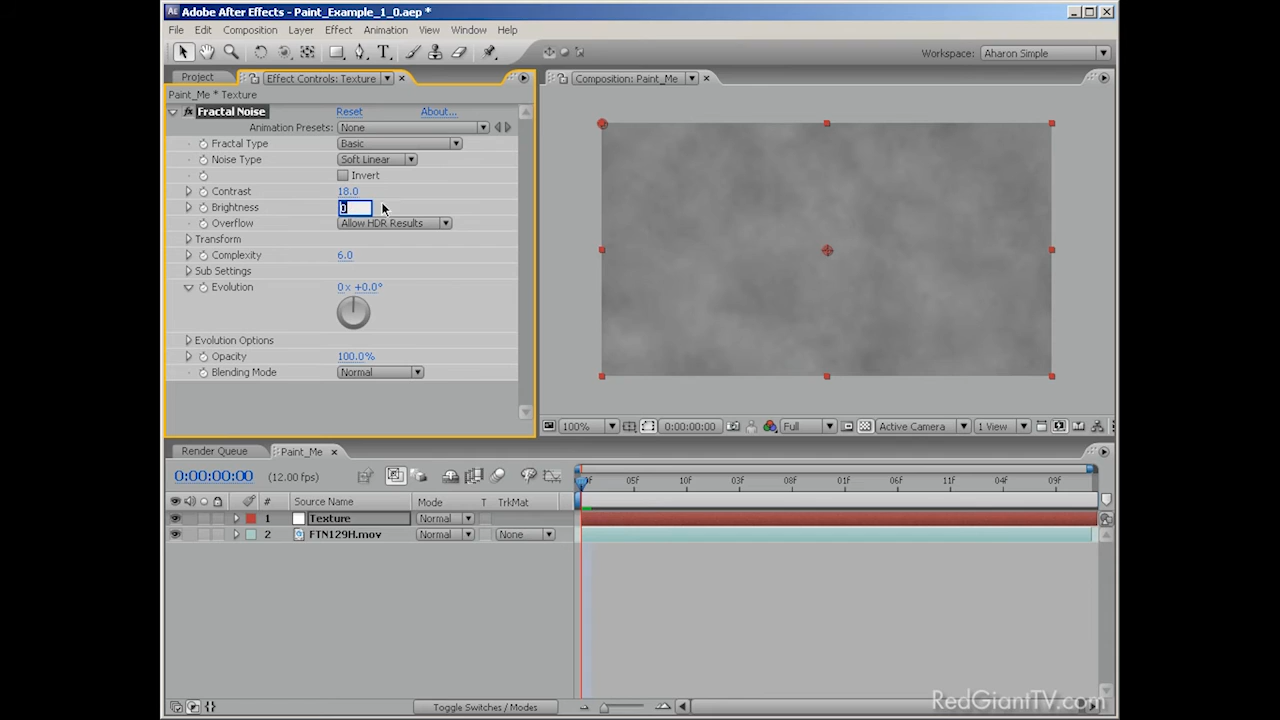 Adobe After Effects - Paint_Example_1_0.aep *
File Edit Composition Layer Effect Animation View Window Help
Workspace: Aharon Simple
Project Effect Controls: Texture
Composition: Paint_Me
Paint_Me * Texture
Fractal Noise Reset About...
Animation Presets: None
Fractal Type Basic
Noise Type Soft Linear
Invert
Contrast 18.0
Brightness
Overflow Allow HDR Results
Transform
Complexity 6.0
Sub Settings
Evolution 0x +0.0°
Evolution Options
Opacity 100.0%
Blending Mode Normal
100% 0:00:00:00 Full Active Camera 1 View
Render Queue Paint_Me
0:00:00:00 (12.00 fps)
05f 10f 03f 08f 01f 06f 11f 04f 09f
# Source Name Mode T TrkMat
1 Texture Normal
2 FTN129H.mov Normal None
Toggle Switches / Modes
RedGiantTV.com